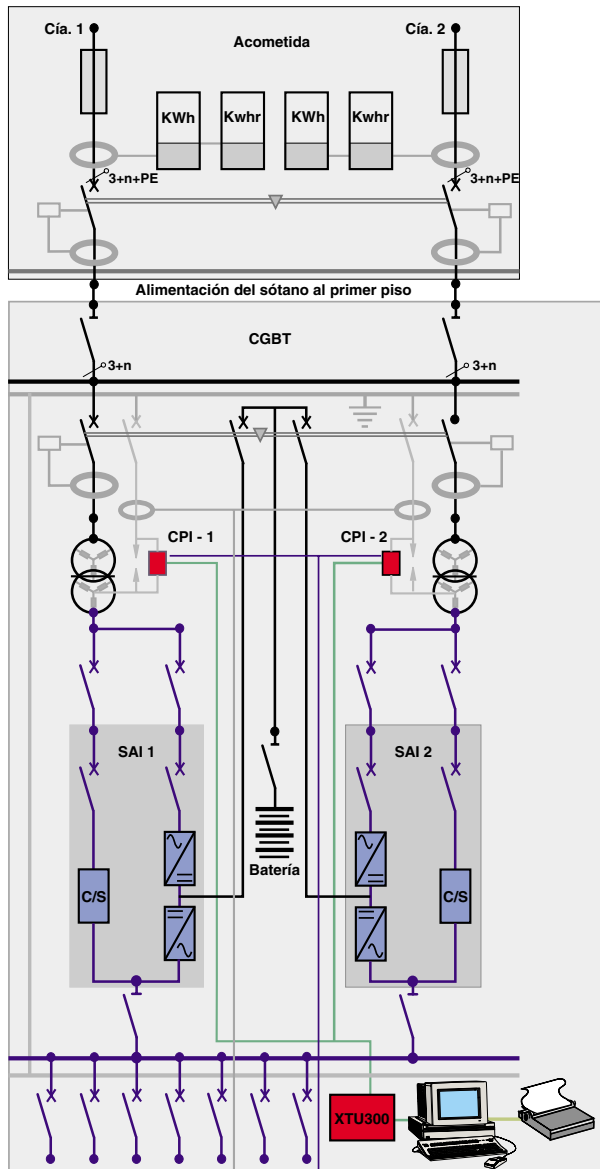 Cía. 1
Cía. 2
Acometida
KWh
Kwhr
KWh
Kwhr
3+n+PE
3+n+PE
Alimentación del sótano al primer piso
CGBT
3+n
3+n
CPI - 1
CPI - 2
SAI 1
SAI 2
Batería
C/S
C/S
XTU300